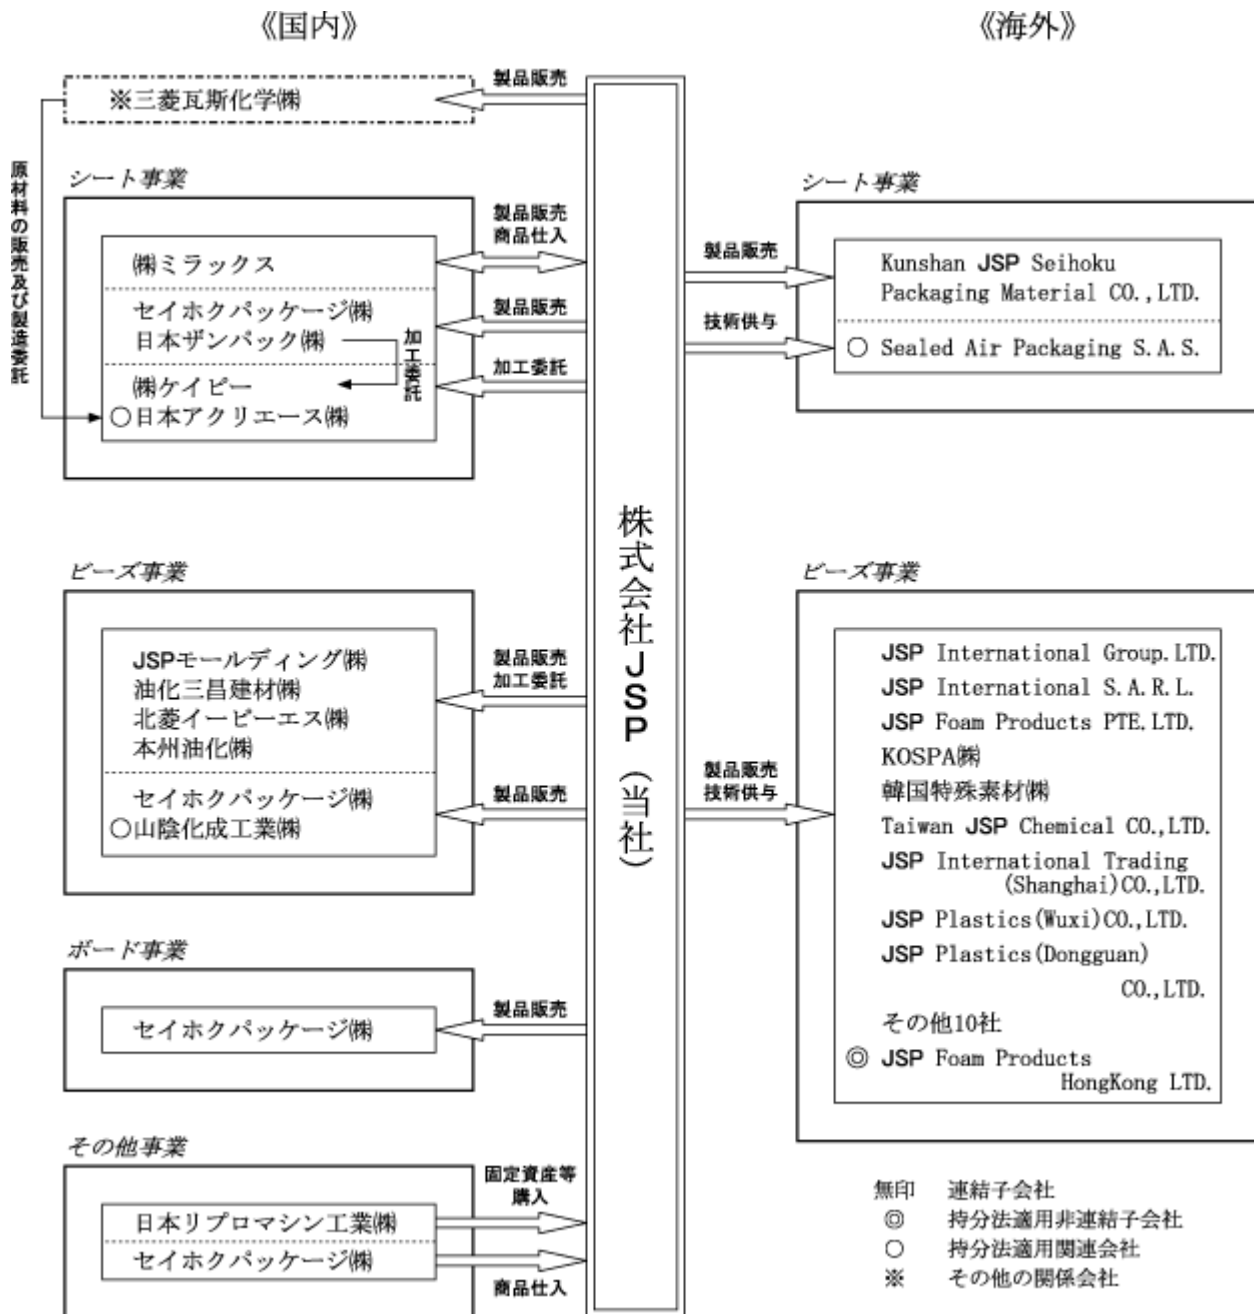 《国内》
《海外》
※三菱瓦斯化学㈱
製品販売
原材料の販売及び製造委託
シート事業
㈱ミラックス
セイホクパッケージ㈱
日本ザンパック㈱
㈱ケイピー
○日本アクリエース㈱
加工委託
製品販売
商品仕入
製品販売
加工委託
シート事業
製品販売
技術供与
Kunshan JSP Seihoku
Packaging Material CO.,LTD.
○ Sealed Air Packaging S.A.S.
株式会社JSP（当社）
ビーズ事業
JSPモールディング㈱
油化三昌建材㈱
北菱イーピーエス㈱
本州油化㈱
セイホクパッケージ㈱
○山陰化成工業㈱
製品販売
加工委託
製品販売
ビーズ事業
製品販売
技術供与
JSP International Group.LTD.
JSP International S.A.R.L.
JSP Foam Products PTE.LTD.
KOSPA㈱
韓国特殊素材㈱
Taiwan JSP Chemical CO.,LTD.
JSP International Trading
(Shanghai)CO.,LTD.
JSP Plastics(Wuxi)CO.,LTD.
JSP Plastics(Dongguan)
CO.,LTD.
その他10社
◎ JSP Foam Products
HongKong LTD.
ボード事業
セイホクパッケージ㈱
製品販売
その他事業
日本リプロマシン工業㈱
セイホクパッケージ㈱
固定資産等
購入
商品仕入
無印 連結子会社
◎ 持分法適用非連結子会社
○ 持分法適用関連会社
※ その他の関係会社